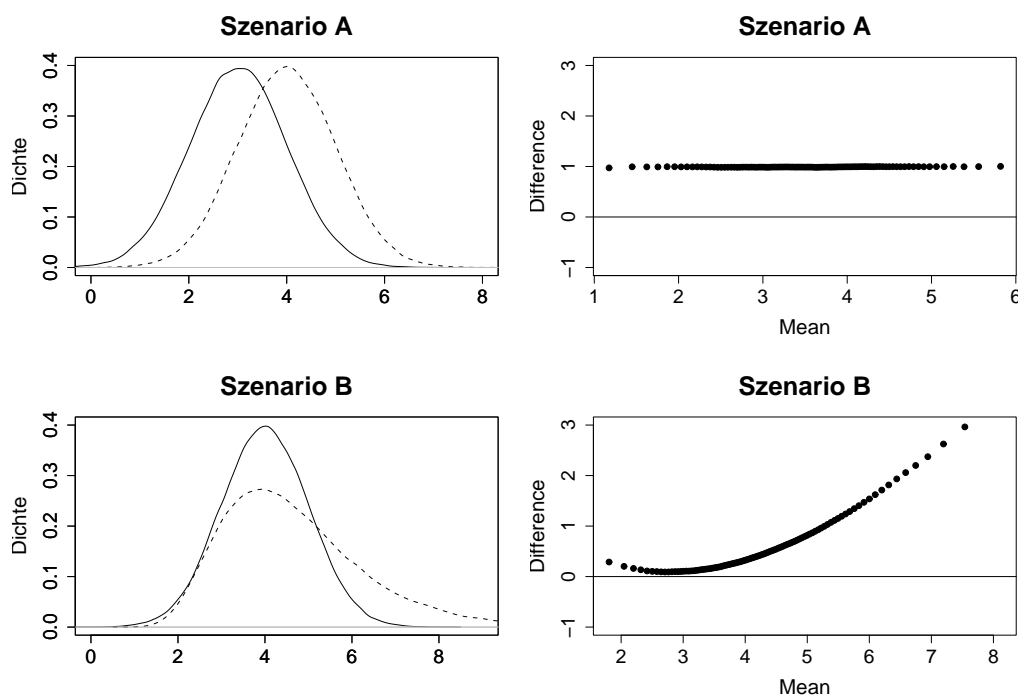 Szenario A
Dichte
0.0 0.1 0.2 0.3 0.4
0 2 4 6 8
Szenario A
Difference
−1 0 1 2 3
1 2 3 4 5 6
Mean
Szenario B
Dichte
0.0 0.1 0.2 0.3 0.4
0 2 4 6 8
Szenario B
Difference
−1 0 1 2 3
2 3 4 5 6 7 8
Mean